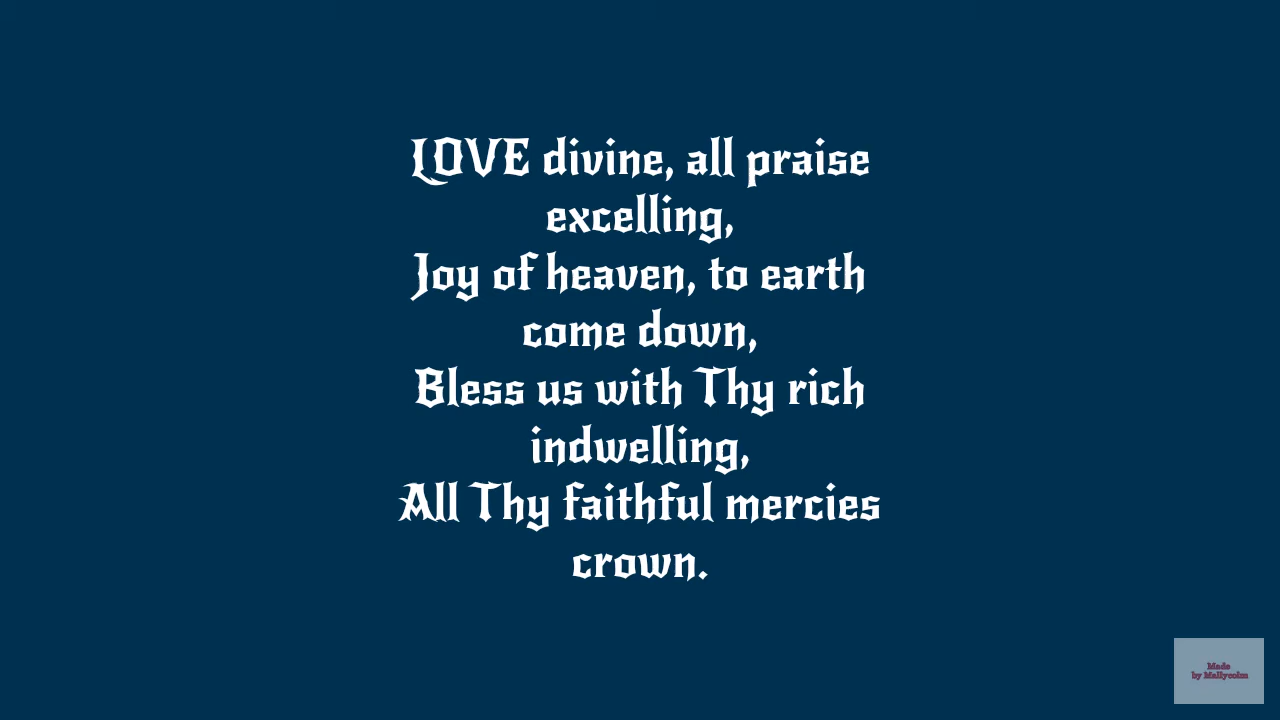 LOVE divine, all praise
excelling,
Joy of heaven, to earth
come down,
Bless us with Thy rich
indwelling,
All Thy faithful mercies
crown.
Made
by Mallycolm